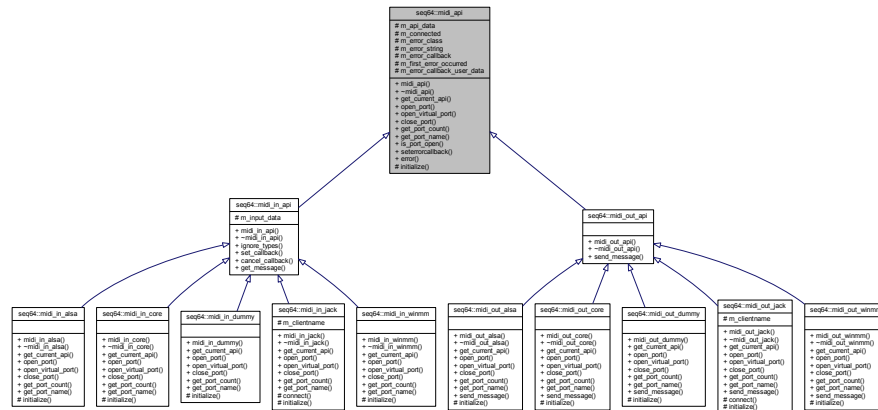 seq64::midi_api
# m_api_data
# m_connected
# m_error_class
# m_error_string
# m_error_callback
# m_first_error_occurred
# m_error_callback_user_data
+ midi_api()
+ ~midi_api()
+ get_current_api()
+ open_port()
+ open_virtual_port()
+ close_port()
+ get_port_count()
+ get_port_name()
+ is_port_open()
+ seterrorcallback()
+ error()
# initialize()
seq64::midi_in_api
# m_input_data
+ midi_in_api()
+ ~midi_in_api()
+ ignore_types()
+ set_callback()
+ cancel_callback()
+ get_message()
seq64::midi_out_api
+ midi_out_api()
+ ~midi_out_api()
+ send_message()
seq64::midi_in_alsa
+ midi_in_alsa()
+ ~midi_in_alsa()
+ get_current_api()
+ open_port()
+ open_virtual_port()
+ close_port()
+ get_port_count()
+ get_port_name()
# initialize()
seq64::midi_in_core
+ midi_in_core()
+ ~midi_in_core()
+ get_current_api()
+ open_port()
+ open_virtual_port()
+ close_port()
+ get_port_count()
+ get_port_name()
# initialize()
seq64::midi_in_dummy
+ midi_in_dummy()
+ get_current_api()
+ open_port()
+ open_virtual_port()
+ close_port()
+ get_port_count()
+ get_port_name()
# initialize()
seq64::midi_in_jack
# m_clientname
+ midi_in_jack()
+ ~midi_in_jack()
+ get_current_api()
+ open_port()
+ open_virtual_port()
+ close_port()
+ get_port_count()
+ get_port_name()
# connect()
# initialize()
seq64::midi_in_winmm
+ midi_in_winmm()
+ ~midi_in_winmm()
+ get_current_api()
+ open_port()
+ open_virtual_port()
+ close_port()
+ get_port_count()
+ get_port_name()
# initialize()
seq64::midi_out_alsa
+ midi_out_alsa()
+ ~midi_out_alsa()
+ get_current_api()
+ open_port()
+ open_virtual_port()
+ close_port()
+ get_port_count()
+ get_port_name()
+ send_message()
# initialize()
seq64::midi_out_core
+ midi_out_core()
+ ~midi_out_core()
+ get_current_api()
+ open_port()
+ open_virtual_port()
+ close_port()
+ get_port_count()
+ get_port_name()
+ send_message()
# initialize()
seq64::midi_out_dummy
+ midi_out_dummy()
+ get_current_api()
+ open_port()
+ open_virtual_port()
+ close_port()
+ get_port_count()
+ get_port_name()
+ send_message()
# initialize()
seq64::midi_out_jack
# m_clientname
+ midi_out_jack()
+ ~midi_out_jack()
+ get_current_api()
+ open_port()
+ open_virtual_port()
+ close_port()
+ get_port_count()
+ get_port_name()
+ send_message()
# connect()
# initialize()
seq64::midi_out_winmm
+ midi_out_winmm()
+ ~midi_out_winmm()
+ get_current_api()
+ open_port()
+ open_virtual_port()
+ close_port()
+ get_port_count()
+ get_port_name()
+ send_message()
# initialize()